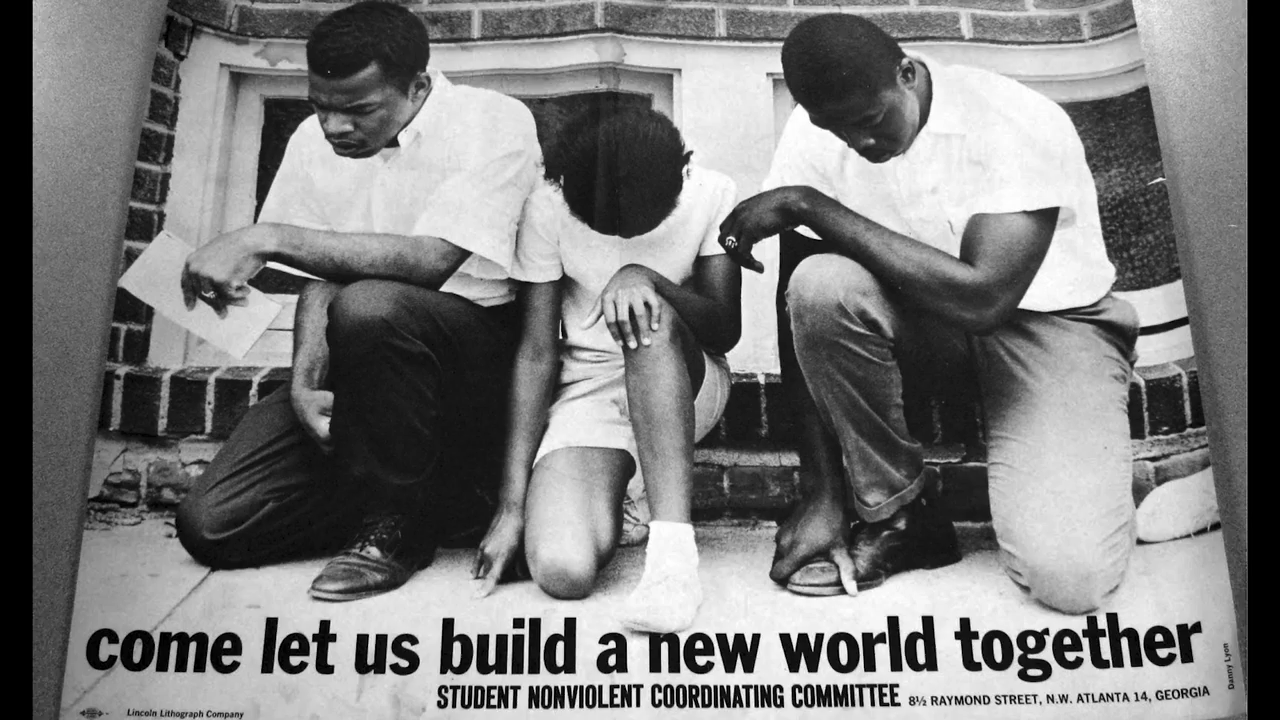 come let us build a new world together
STUDENT NONVIOLENT COORDINATING COMMITTEE 8½ RAYMOND STREET, N.W. ATLANTA 14, GEORGIA
Lincoln Lithograph Company
Danny Lyon